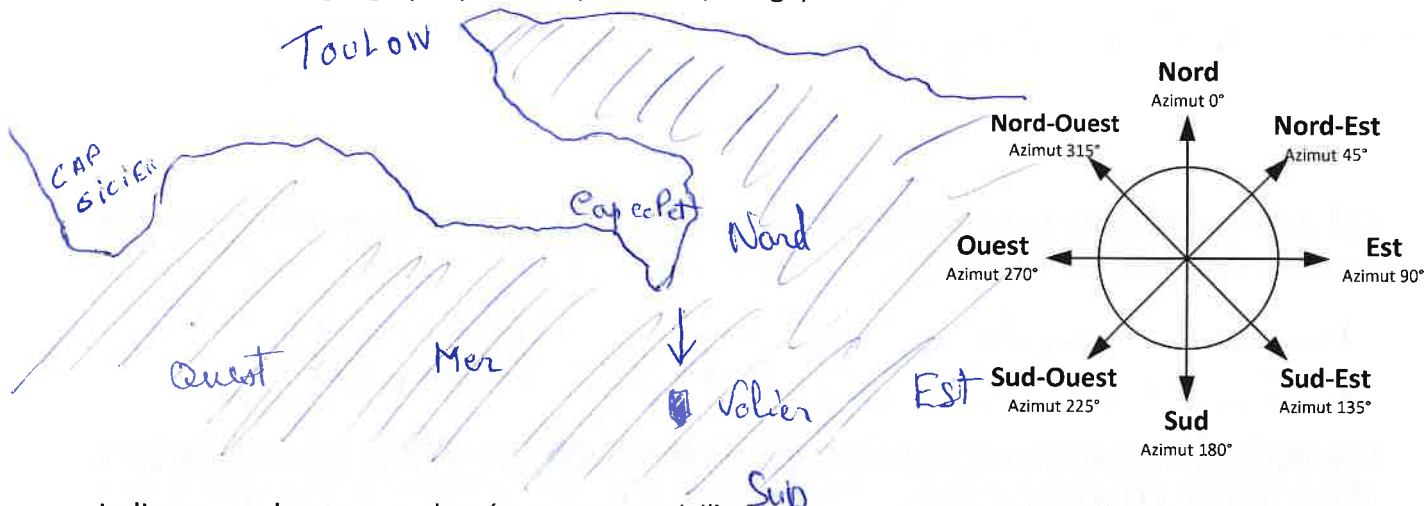 TOULON
CAP
SICIER
Cap
Nord
Ouest
Mer
Volier
Est
Sud
Nord
Azimut 0°
Nord-Ouest
Azimut 315°
Nord-Est
Azimut 45°
Ouest
Azimut 270°
Est
Azimut 90°
Sud-Ouest
Azimut 225°
Sud-Est
Azimut 135°
Sud
Azimut 180°